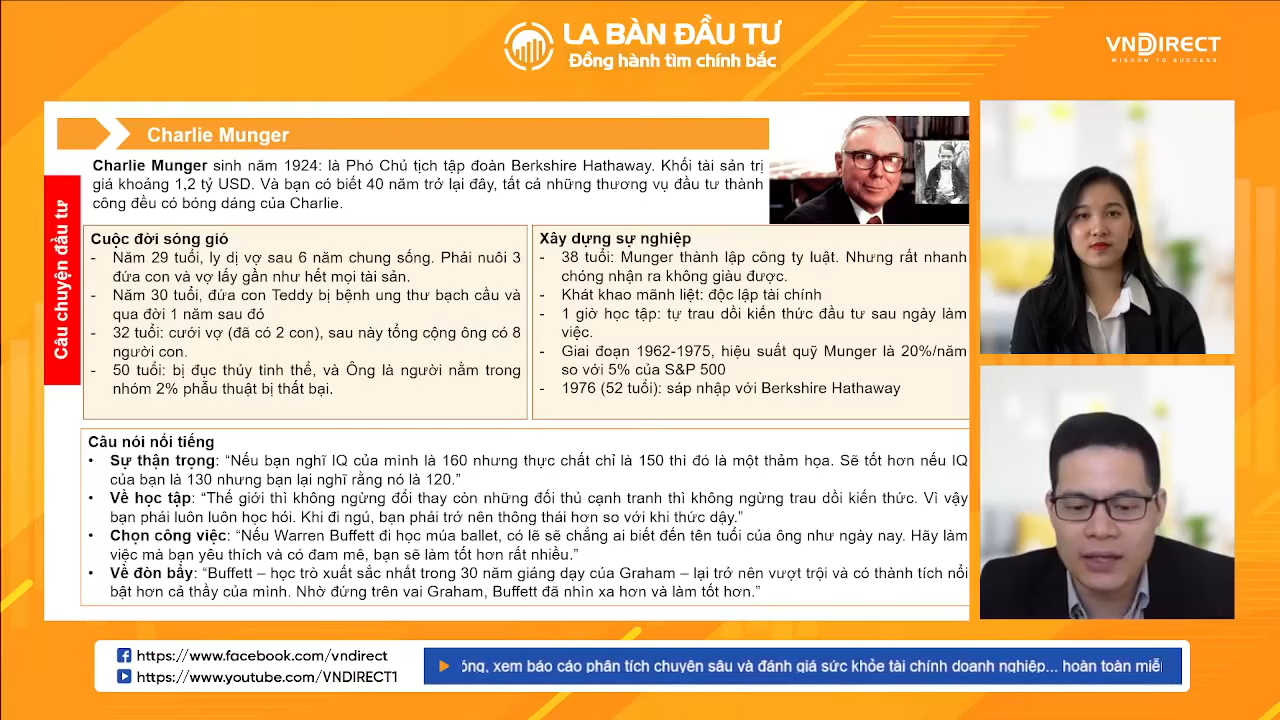 LA BÀN ĐẦU TƯ
Đồng hành tìm chính bắc
VNDIRECT
WISDOM TO SUCCESS
Charlie Munger
Charlie Munger sinh năm 1924: là Phó Chủ tịch tập đoàn Berkshire Hathaway. Khối tài sản trị
giá khoảng 1,2 tỷ USD. Và bạn có biết 40 năm trở lại đây, tất cả những thương vụ đầu tư thành
công đều có bóng dáng của Charlie.
Câu chuyện đầu tư
Cuộc đời sóng gió
- Năm 29 tuổi, ly dị vợ sau 6 năm chung sống. Phải nuôi 3
đứa con và vợ lấy gần như hết mọi tài sản.
- Năm 30 tuổi, đứa con Teddy bị bệnh ung thư bạch cầu và
qua đời 1 năm sau đó
- 32 tuổi: cưới vợ (đã có 2 con), sau này tổng cộng ông có 8
người con.
- 50 tuổi: bị đục thủy tinh thể, và Ông là người nằm trong
nhóm 2% phẫu thuật bị thất bại.
Xây dựng sự nghiệp
- 38 tuổi: Munger thành lập công ty luật. Nhưng rất nhanh
chóng nhận ra không giàu được.
- Khát khao mãnh liệt: độc lập tài chính
- 1 giờ học tập: tự trau dồi kiến thức đầu tư sau ngày làm
việc.
- Giai đoạn 1962-1975, hiệu suất quỹ Munger là 20%/năm
so với 5% của S&P 500
- 1976 (52 tuổi): sáp nhập với Berkshire Hathaway
Câu nói nổi tiếng
• Sự thận trọng: “Nếu bạn nghĩ IQ của mình là 160 nhưng thực chất chỉ là 150 thì đó là một thảm họa. Sẽ tốt hơn nếu IQ
của bạn là 130 nhưng bạn lại nghĩ rằng nó là 120.”
• Về học tập: “Thế giới thì không ngừng đổi thay còn những đối thủ cạnh tranh thì không ngừng trau dồi kiến thức. Vì vậy
bạn phải luôn luôn học hỏi. Khi đi ngủ, bạn phải trở nên thông thái hơn so với khi thức dậy.”
• Chọn công việc: “Nếu Warren Buffett đi học múa ballet, có lẽ sẽ chẳng ai biết đến tên tuổi của ông như ngày nay. Hãy làm
việc mà bạn yêu thích và có đam mê, bạn sẽ làm tốt hơn rất nhiều.”
• Về đòn bẩy: “Buffett – học trò xuất sắc nhất trong 30 năm giảng dạy của Graham – lại trở nên vượt trội và có thành tích nổi
bật hơn cả thầy của mình. Nhờ đứng trên vai Graham, Buffett đã nhìn xa hơn và làm tốt hơn.”
https://www.facebook.com/vndirect
https://www.youtube.com/VNDIRECT1
xem báo cáo phân tích chuyên sâu và đánh giá sức khỏe tài chính doanh nghiệp... hoàn toàn